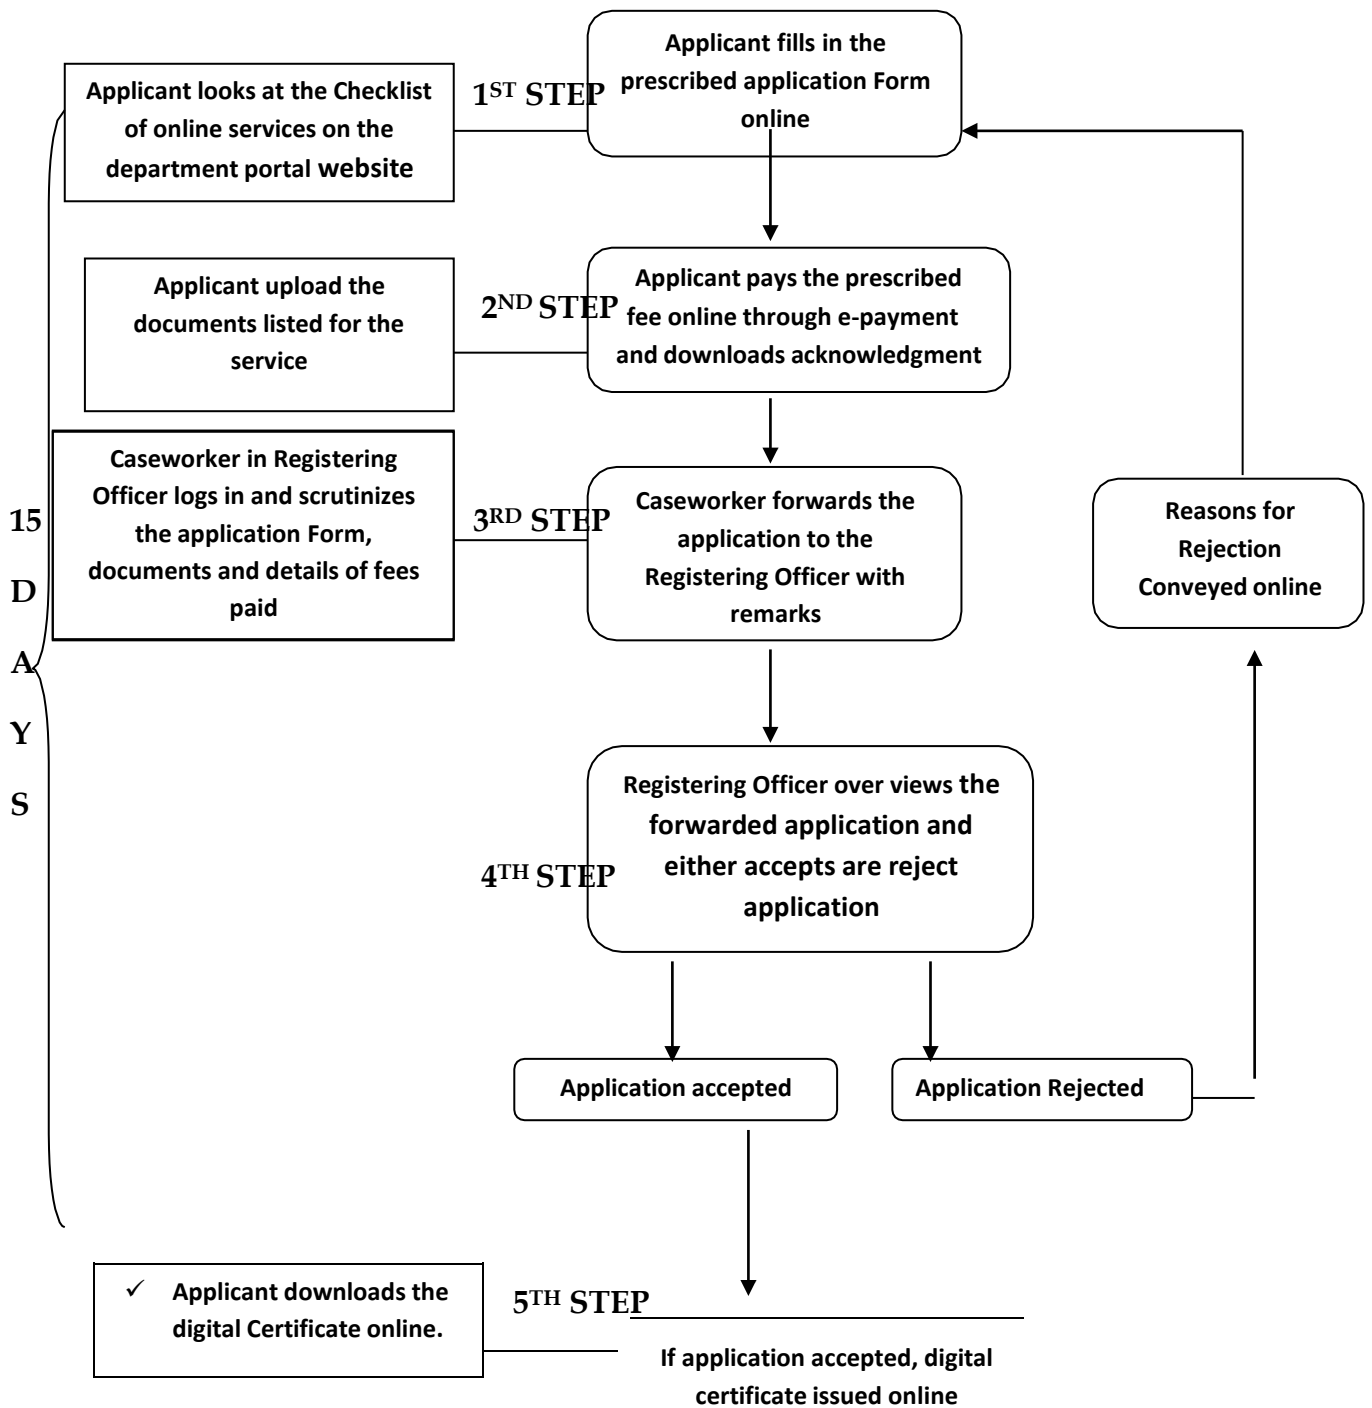 Applicant fills in the
prescribed application Form
online
Applicant looks at the Checklist
of online services on the
department portal website
1ST STEP
Applicant upload the
documents listed for the
service
2ND STEP
Applicant pays the prescribed
fee online through e-payment
and downloads acknowledgment
Caseworker in Registering
Officer logs in and scrutinizes
the application Form,
documents and details of fees
paid
3RD STEP
Caseworker forwards the
application to the
Registering Officer with
remarks
Reasons for
Rejection
Conveyed online
15
D
A
Y
S
Registering Officer over views the
forwarded application and
either accepts are reject
application
4TH STEP
Application accepted
Application Rejected
✓ Applicant downloads the
digital Certificate online.
5TH STEP
If application accepted, digital
certificate issued online